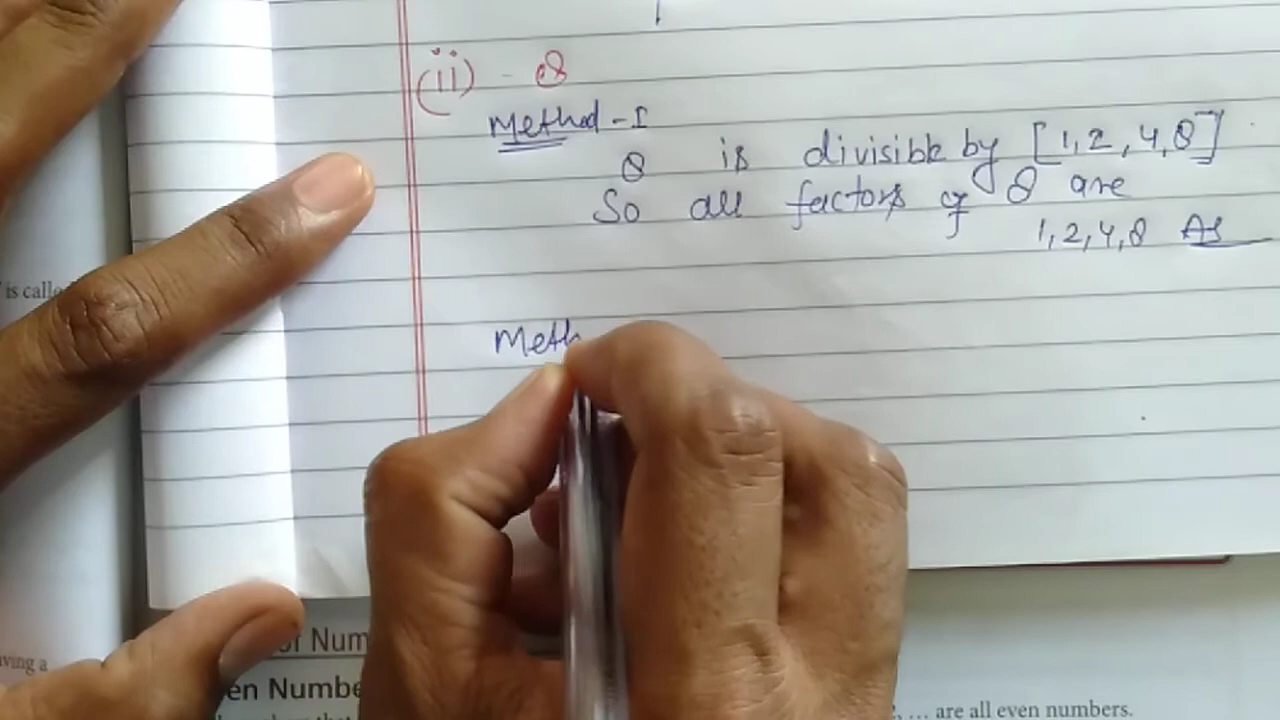 (ii) - 8
Method - I
8 is divisible by [1,2,4,8]
So all factors of 8 are
1,2,4,8 As
Meth
is calle
ving a
of Num
en Numbe
... are all even numbers.